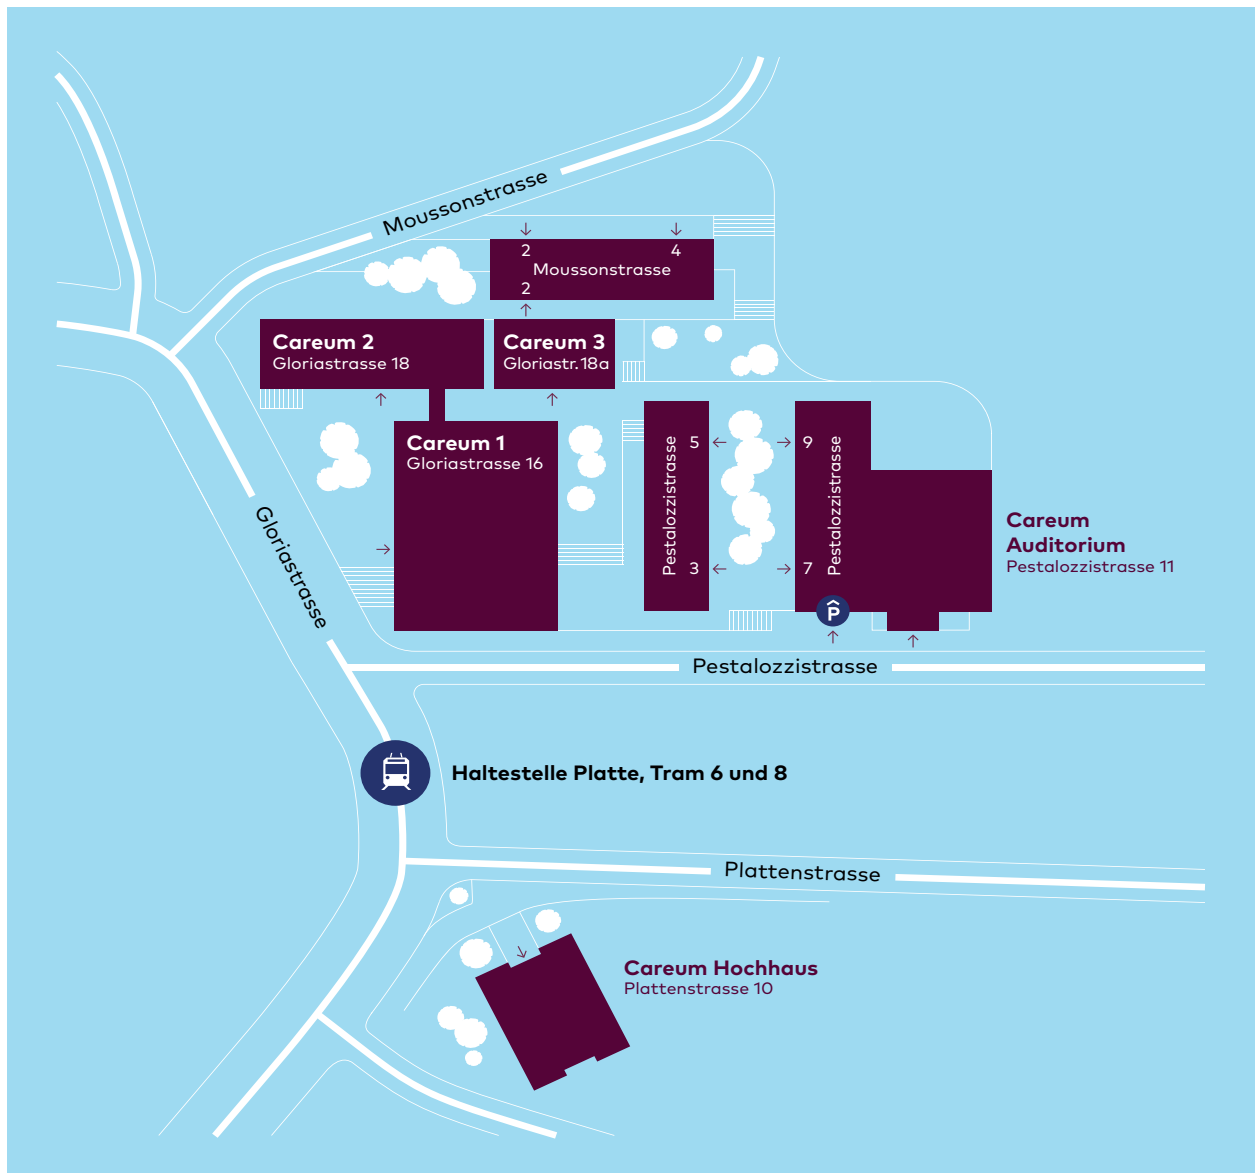 Moussonstrasse
2
4
Moussonstrasse
2
Careum 2
Gloriastrasse 18
Careum 3
Gloriastr. 18a
Careum 1
Gloriastrasse 16
Gloriastrasse
Pestalozzistrasse
5
3
9
7
Pestalozzistrasse
P
Careum
Auditorium
Pestalozzistrasse 11
Pestalozzistrasse
Haltestelle Platte, Tram 6 und 8
Plattenstrasse
Careum Hochhaus
Plattenstrasse 10